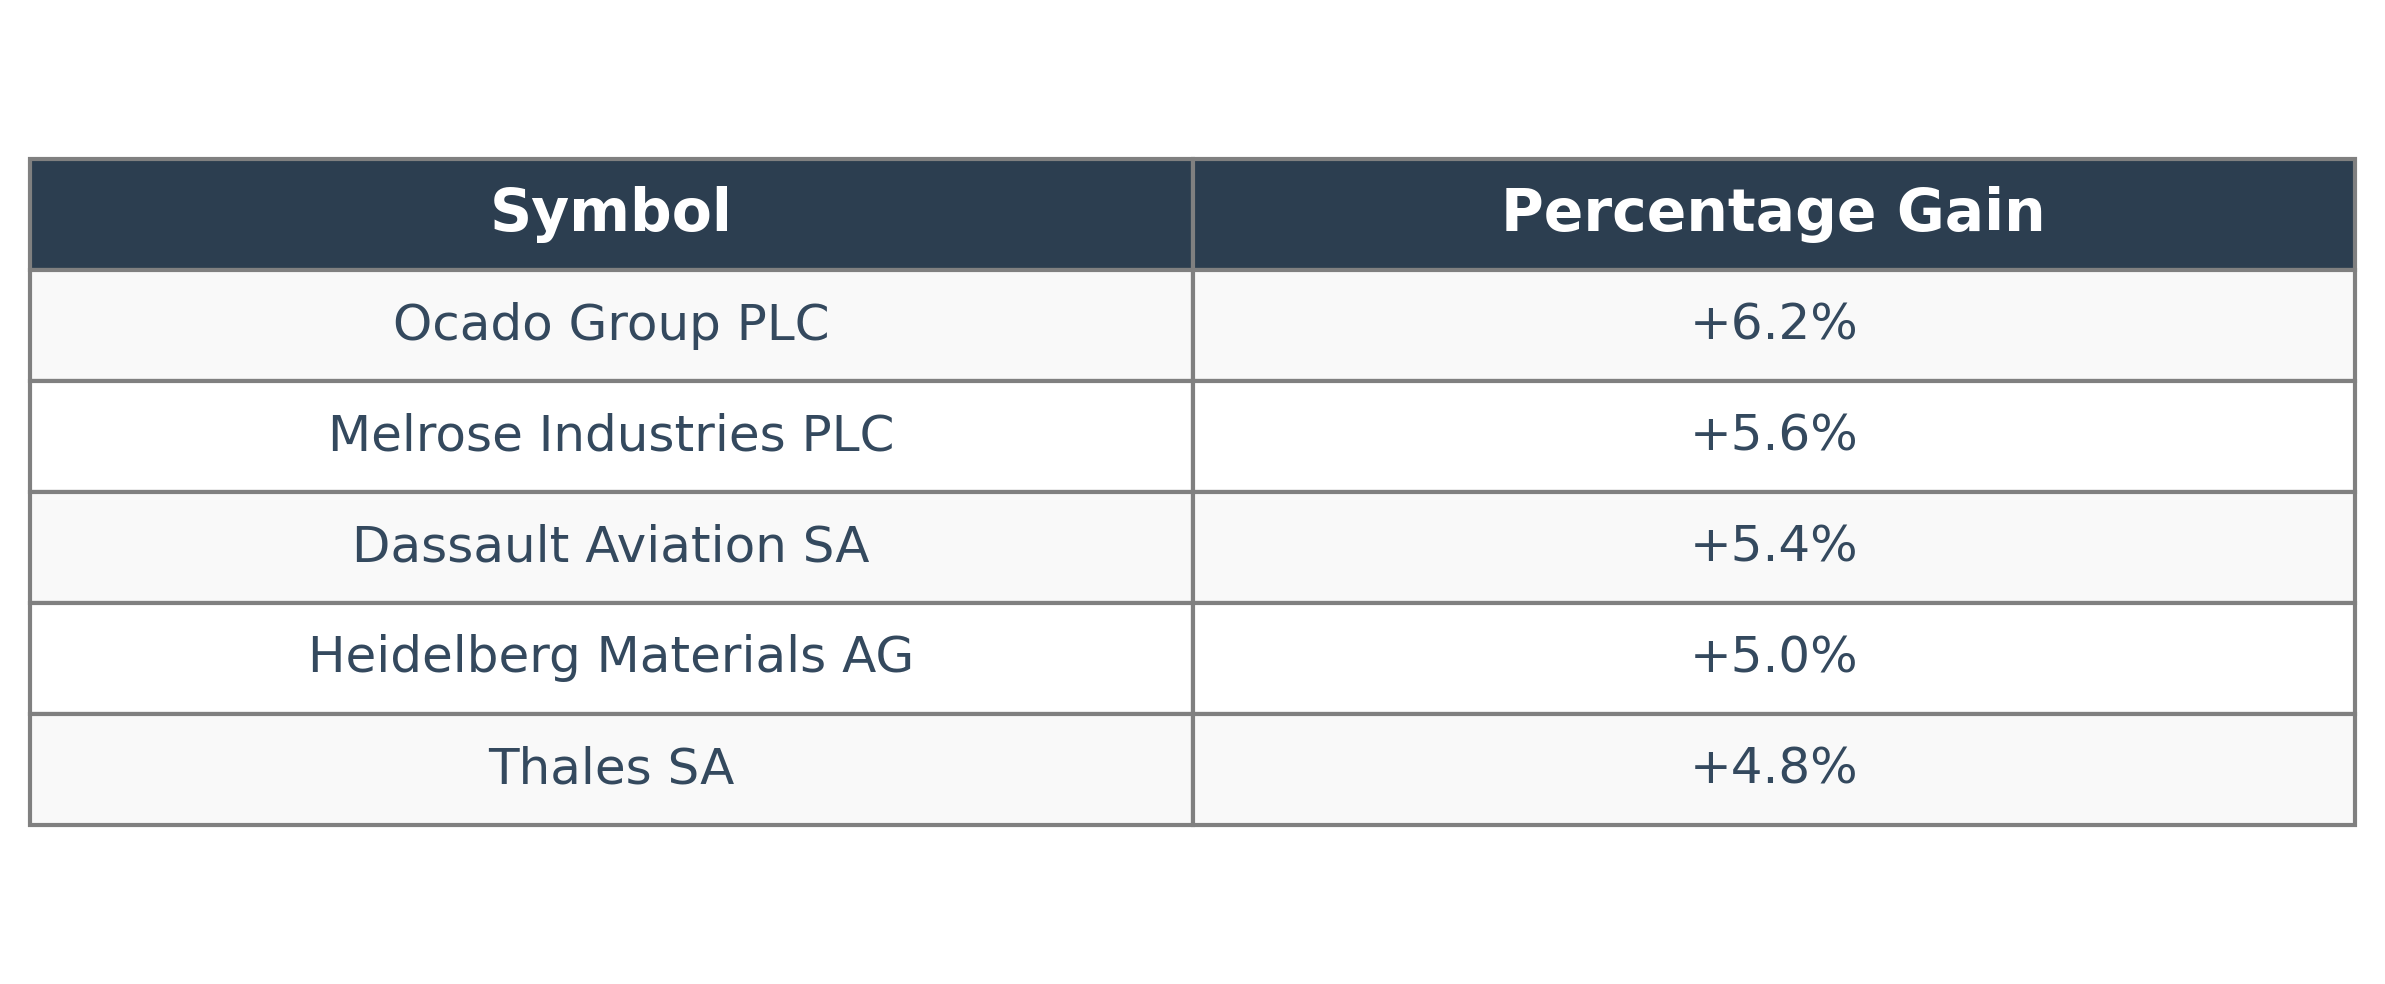 Symbol Percentage Gain
Ocado Group PLC +6.2%
Melrose Industries PLC +5.6%
Dassault Aviation SA +5.4%
Heidelberg Materials AG +5.0%
Thales SA +4.8%